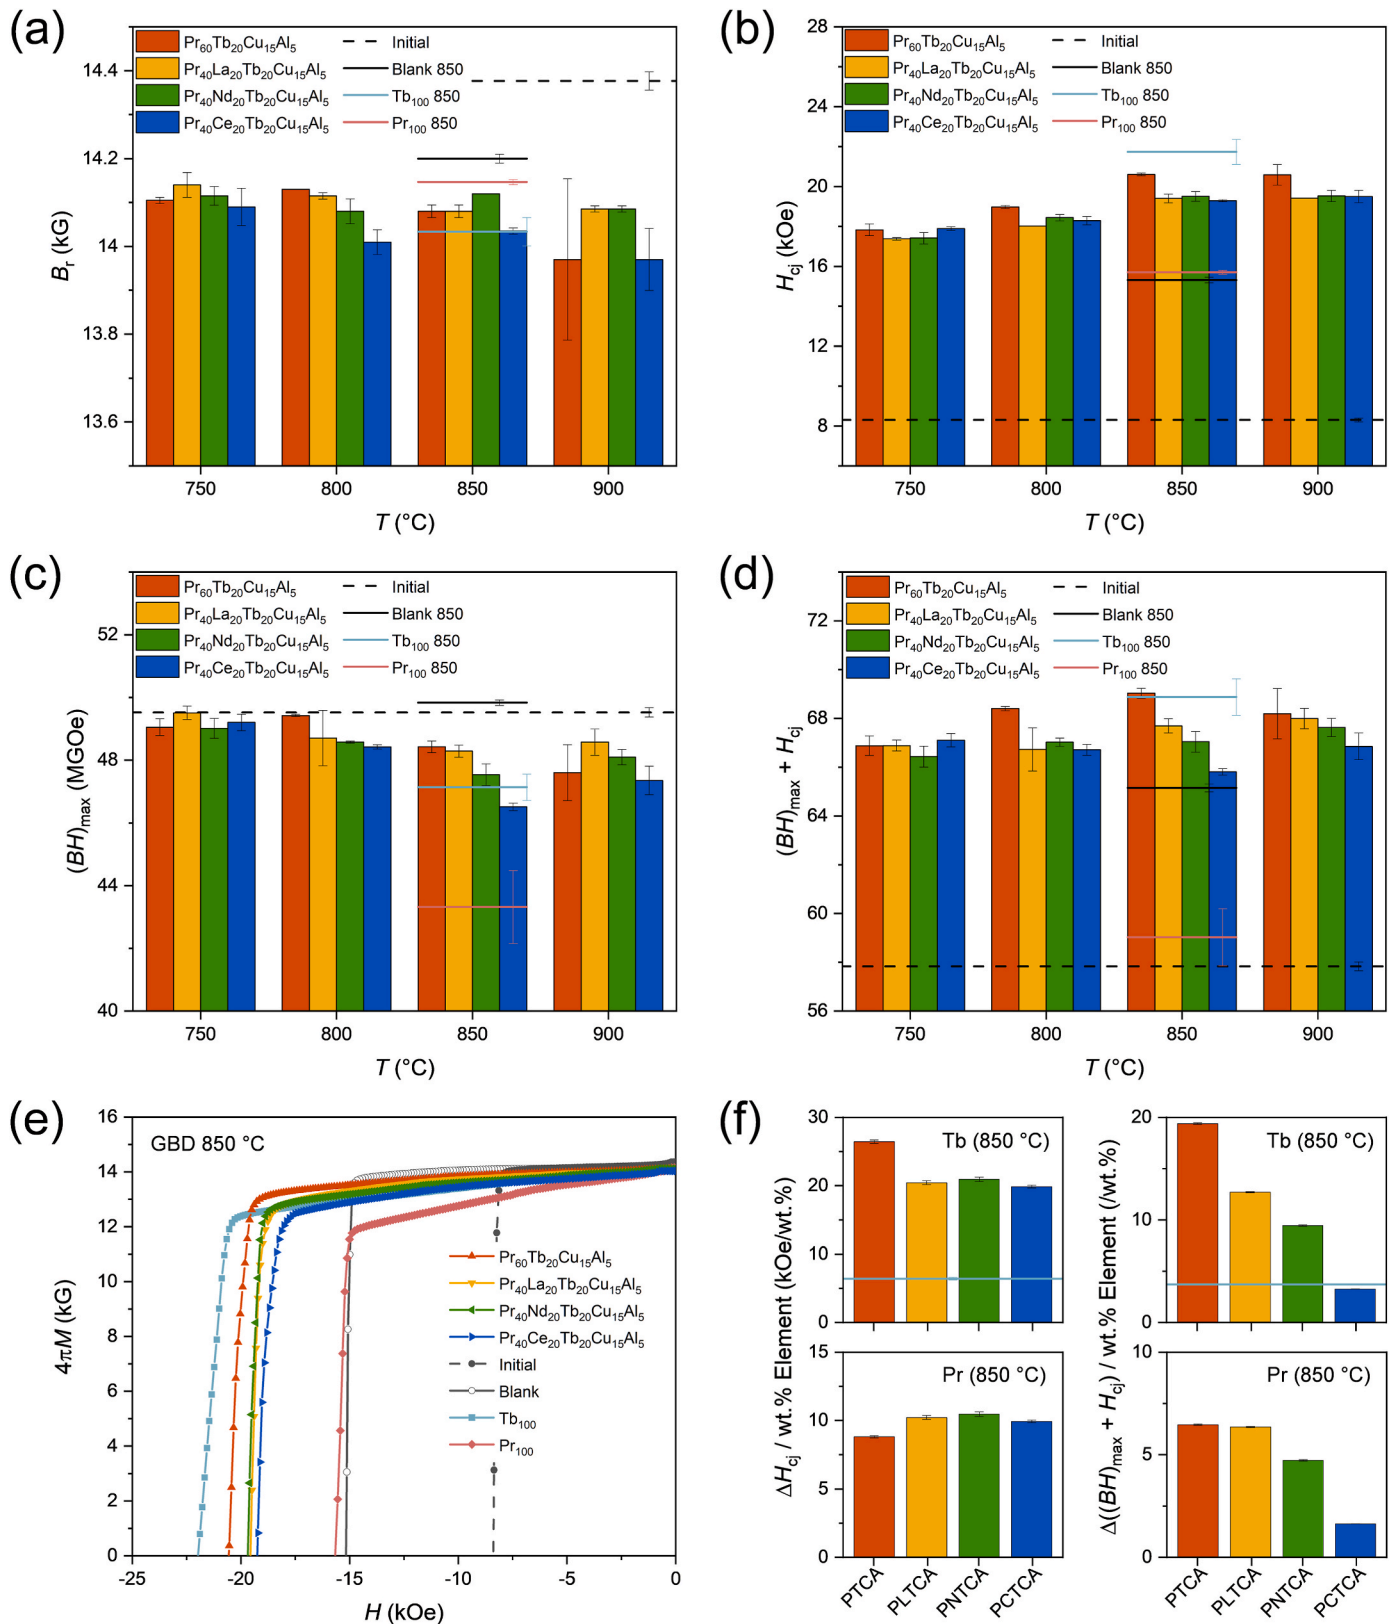 (a)
Pr₆₀Tb₂₀Cu₁₅Al₅
Pr₄₀La₂₀Tb₂₀Cu₁₅Al₅
Pr₄₀Nd₂₀Tb₂₀Cu₁₅Al₅
Pr₄₀Ce₂₀Tb₂₀Cu₁₅Al₅
Initial
Blank 850
Tb₁₀₀ 850
Pr₁₀₀ 850
14.4
14.2
14
13.8
13.6
Bᵣ (kG)
750 800 850 900
T (°C)
(b)
Pr₆₀Tb₂₀Cu₁₅Al₅
Pr₄₀La₂₀Tb₂₀Cu₁₅Al₅
Pr₄₀Nd₂₀Tb₂₀Cu₁₅Al₅
Pr₄₀Ce₂₀Tb₂₀Cu₁₅Al₅
Initial
Blank 850
Tb₁₀₀ 850
Pr₁₀₀ 850
28
24
20
16
12
8
H_cj (kOe)
750 800 850 900
T (°C)
(c)
Pr₆₀Tb₂₀Cu₁₅Al₅
Pr₄₀La₂₀Tb₂₀Cu₁₅Al₅
Pr₄₀Nd₂₀Tb₂₀Cu₁₅Al₅
Pr₄₀Ce₂₀Tb₂₀Cu₁₅Al₅
Initial
Blank 850
Tb₁₀₀ 850
Pr₁₀₀ 850
52
48
44
40
(BH)_max (MGOe)
750 800 850 900
T (°C)
(d)
Pr₆₀Tb₂₀Cu₁₅Al₅
Pr₄₀La₂₀Tb₂₀Cu₁₅Al₅
Pr₄₀Nd₂₀Tb₂₀Cu₁₅Al₅
Pr₄₀Ce₂₀Tb₂₀Cu₁₅Al₅
Initial
Blank 850
Tb₁₀₀ 850
Pr₁₀₀ 850
72
68
64
60
56
(BH)_max + H_cj
750 800 850 900
T (°C)
(e)
GBD 850 °C
16
14
12
10
8
6
4
2
0
4πM (kG)
Pr₆₀Tb₂₀Cu₁₅Al₅
Pr₄₀La₂₀Tb₂₀Cu₁₅Al₅
Pr₄₀Nd₂₀Tb₂₀Cu₁₅Al₅
Pr₄₀Ce₂₀Tb₂₀Cu₁₅Al₅
Initial
Blank
Tb₁₀₀
Pr₁₀₀
-25 -20 -15 -10 -5 0
H (kOe)
(f)
ΔH_cj / wt.% Element (kOe/wt.%)
30
20
10
0
Tb (850 °C)
15
10
5
0
Pr (850 °C)
PTCA PLTCA PNTCA PCTCA
Δ((BH)_max + H_cj) / wt.% Element (/wt.%)
20
10
0
Tb (850 °C)
10
5
0
Pr (850 °C)
PTCA PLTCA PNTCA PCTCA